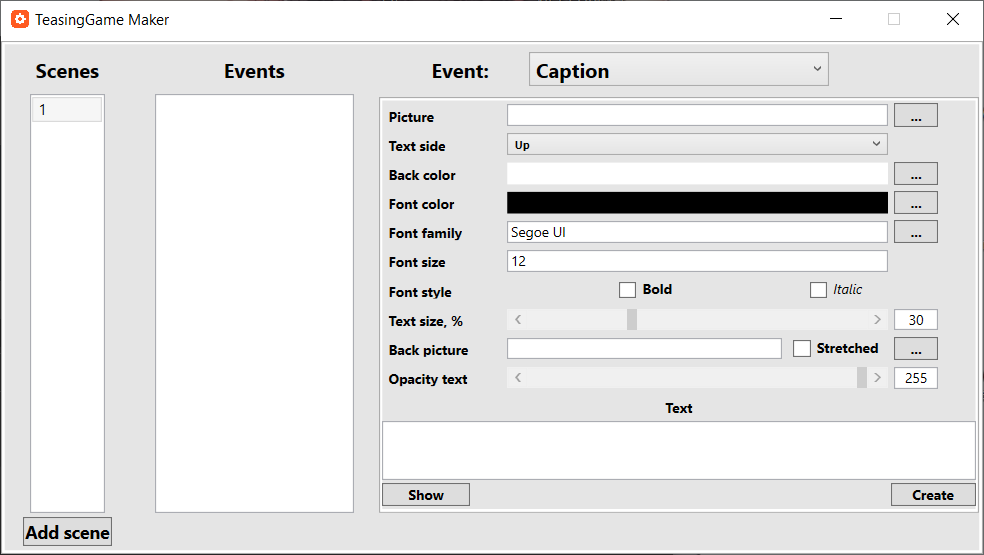 TeasingGame Maker
Scenes Events Event: Caption
1
Picture ...
Text side Up
Back color ...
Font color ...
Font family Segoe UI ...
Font size 12
Font style Bold Italic
Text size, % 30
Back picture Stretched ...
Opacity text 255
Text
Show Create
Add scene